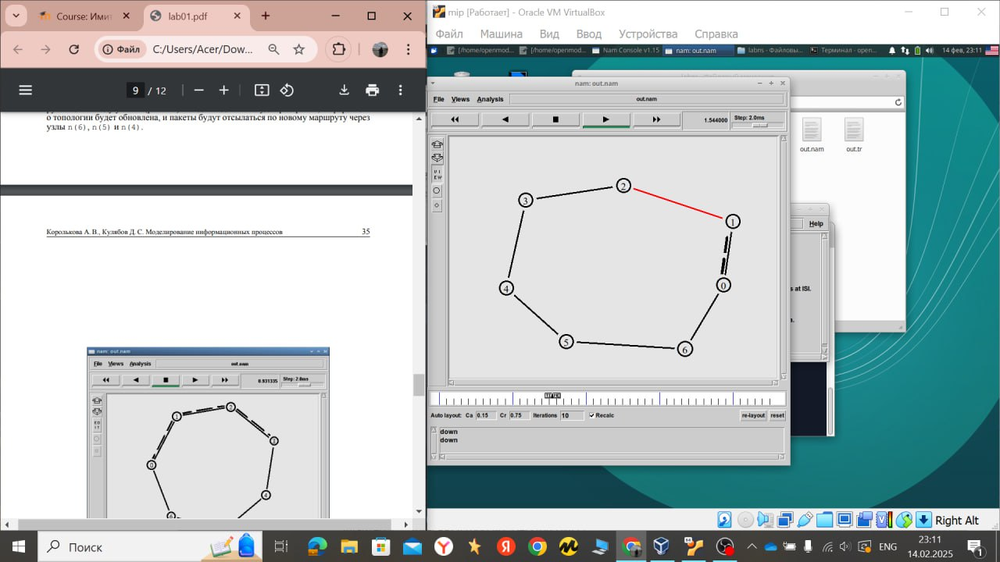 Course: Имит
lab01.pdf
Файл
C:/Users/Acer/Dow...
9 / 12
о топологии будет обновлена, и пакеты будут отсылаться по новому маршруту через
узлы n(6), n(5) и n(4).
Королькова А. В., Кулябов Д. С. Моделирование информационных процессов 35
nam: out.nam
File Views Analysis out.nam
0.931335 Step: 2.0ms
ED
IT
1
2
3
0
4
6
mip [Работает] - Oracle VM VirtualBox
Файл Машина Вид Ввод Устройства Справка
[/home/openmod... [/home/openmod... Nam Console v1.15 nam: out.nam labns - Файловы... Терминал - open... 14 фев, 23:11
nam: out.nam
File Views Analysis out.nam
1.544000 Step: 2.0ms
VI
EW
2
3
1
4
0
5
6
Auto layout: Ca 0.15 Cr 0.75 Iterations 10 Recalc re-layout reset
down
down
out.nam out.tr
Help
s at ISI.
a.
Right Alt
Поиск
ENG
23:11
14.02.2025
1